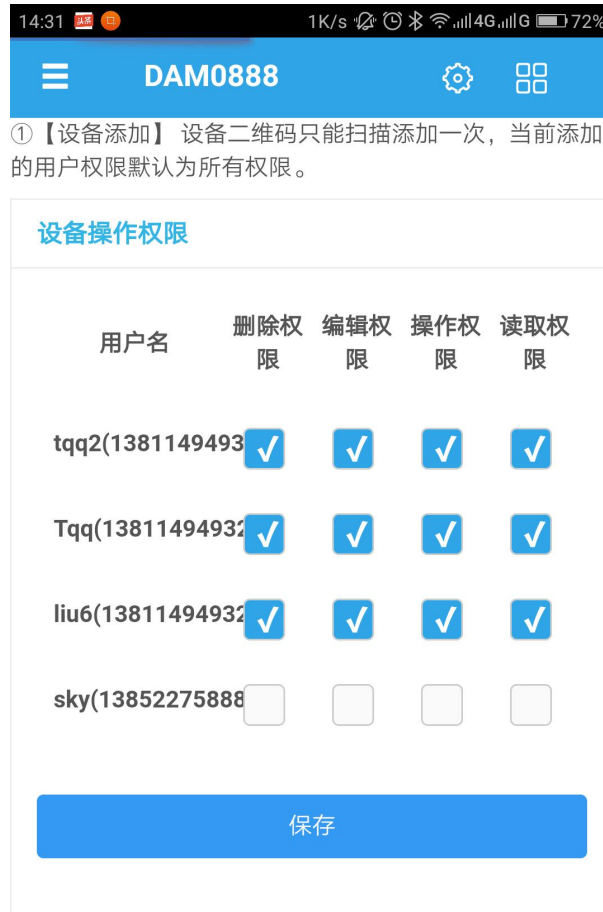 14:31 头条 1K/s 4G G 72%
DAM0888
①【设备添加】 设备二维码只能扫描添加一次，当前添加
的用户权限默认为所有权限。
设备操作权限
用户名 删除权限 编辑权限 操作权限 读取权限
tqq2(1381149493
Tqq(13811494932
liu6(13811494932
sky(13852275888
保存